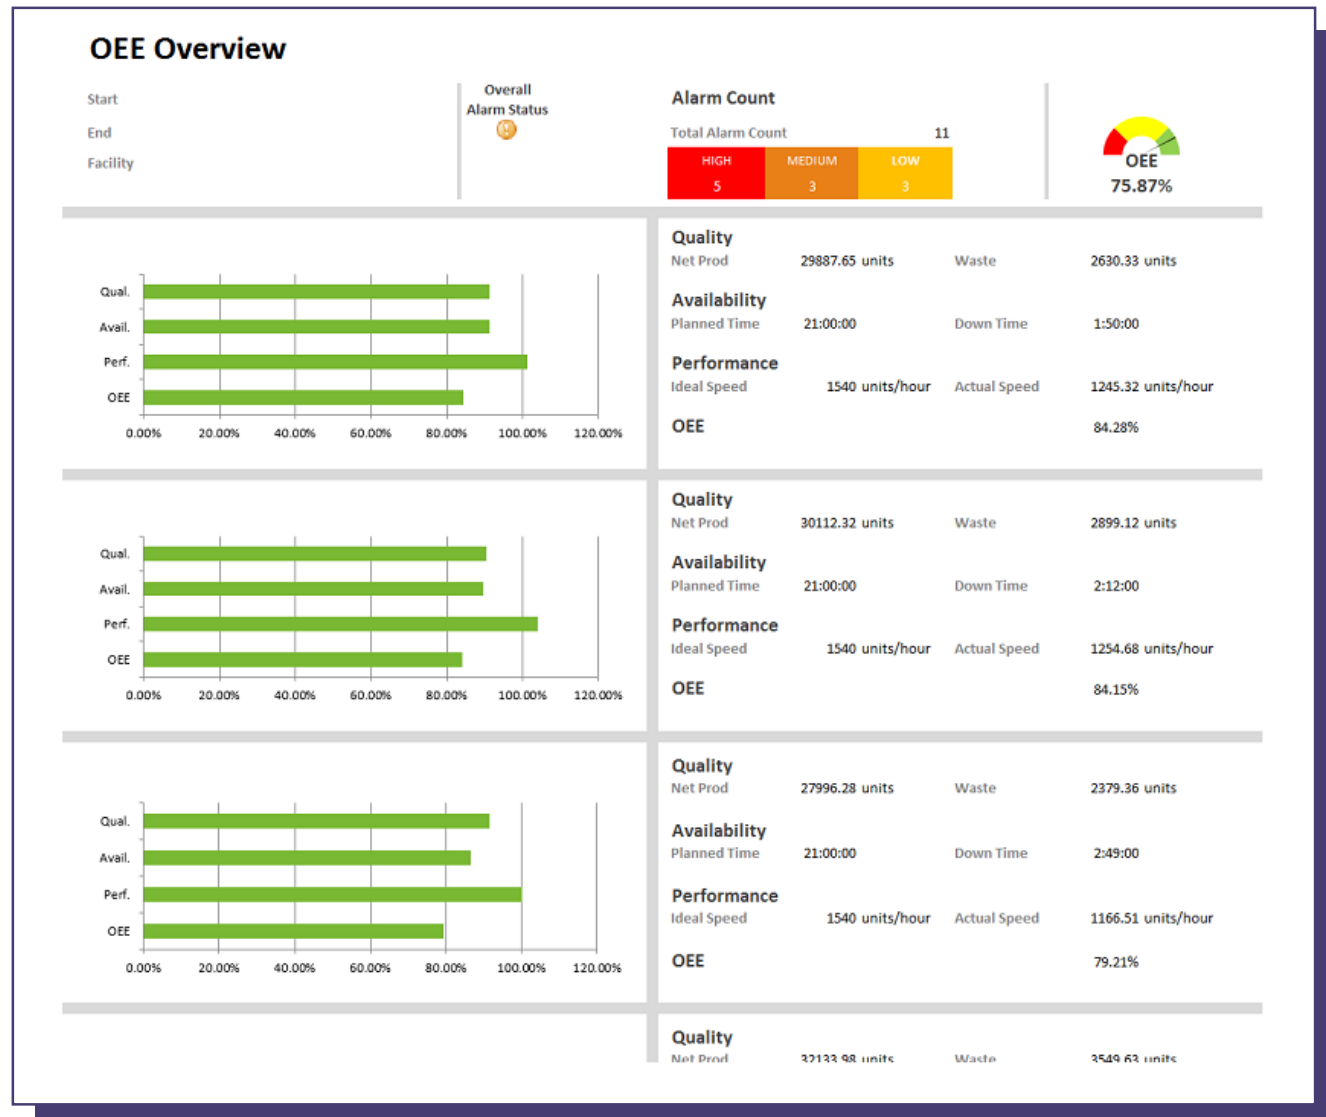 OEE Overview
Start
End
Facility
Overall
Alarm Status
Alarm Count
Total Alarm Count 11
HIGH MEDIUM LOW
5 3 3
OEE
75.87%
Qual.
Avail.
Perf.
OEE
0.00% 20.00% 40.00% 60.00% 80.00% 100.00% 120.00%
Quality
Net Prod 29887.65 units Waste 2630.33 units
Availability
Planned Time 21:00:00 Down Time 1:50:00
Performance
Ideal Speed 1540 units/hour Actual Speed 1245.32 units/hour
OEE 84.28%
Qual.
Avail.
Perf.
OEE
0.00% 20.00% 40.00% 60.00% 80.00% 100.00% 120.00%
Quality
Net Prod 30112.32 units Waste 2899.12 units
Availability
Planned Time 21:00:00 Down Time 2:12:00
Performance
Ideal Speed 1540 units/hour Actual Speed 1254.68 units/hour
OEE 84.15%
Qual.
Avail.
Perf.
OEE
0.00% 20.00% 40.00% 60.00% 80.00% 100.00% 120.00%
Quality
Net Prod 27996.28 units Waste 2379.36 units
Availability
Planned Time 21:00:00 Down Time 2:49:00
Performance
Ideal Speed 1540 units/hour Actual Speed 1166.51 units/hour
OEE 79.21%
Quality
Net Prod 32133.98 units Waste 3549.63 units